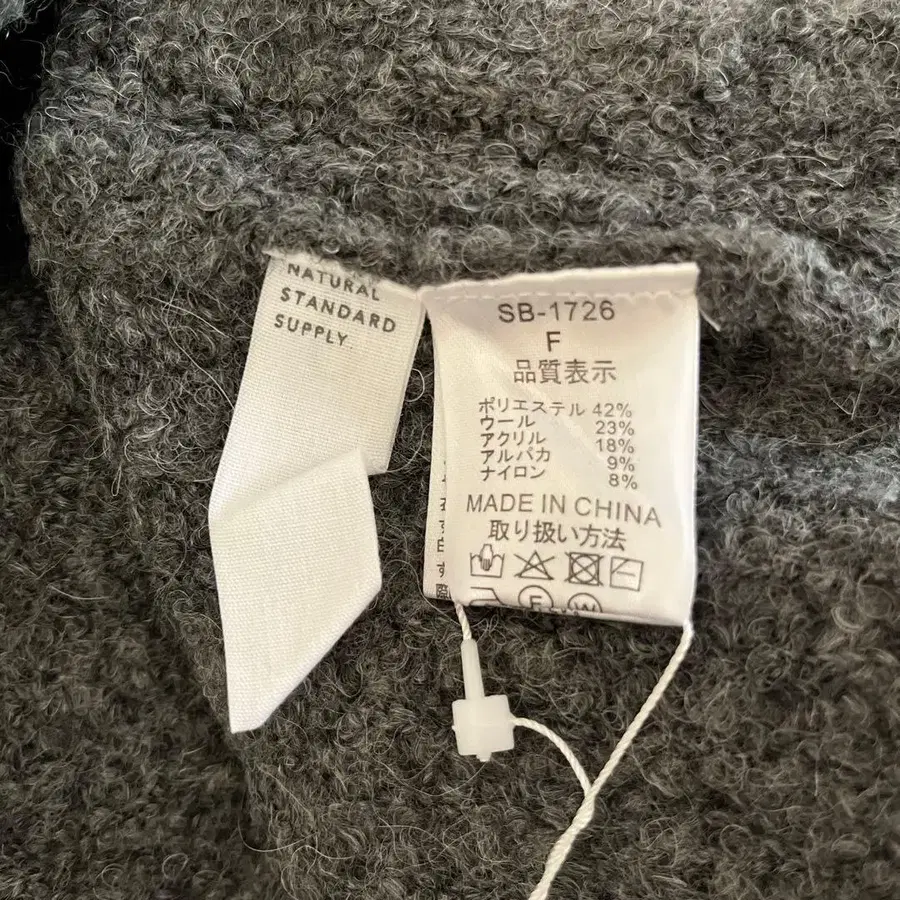 NATURAL
STANDARD
SUPPLY.
SB-1726
F
品質表示
ポリエステル 42%
ウール 23%
アクリル 18%
アルパカ 9%
ナイロン 8%
MADE IN CHINA
取り扱い方法
F W